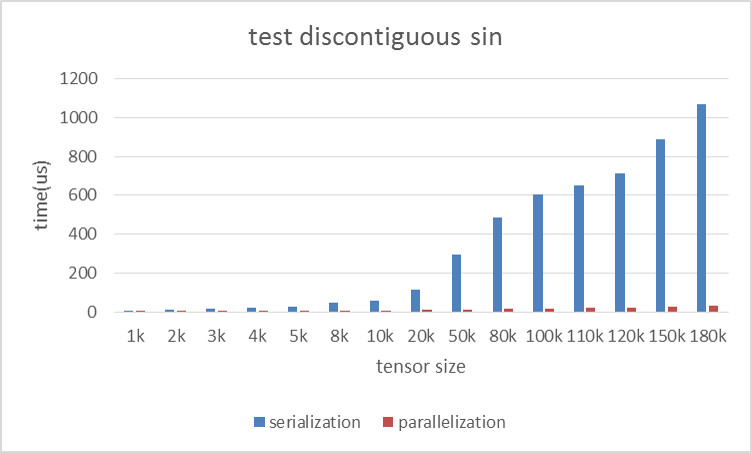 test discontiguous sin
1200
1000
800
600
400
200
0
time(us)
1k 2k 3k 4k 5k 8k 10k 20k 50k 80k 100k 110k 120k 150k 180k
tensor size
serialization parallelization